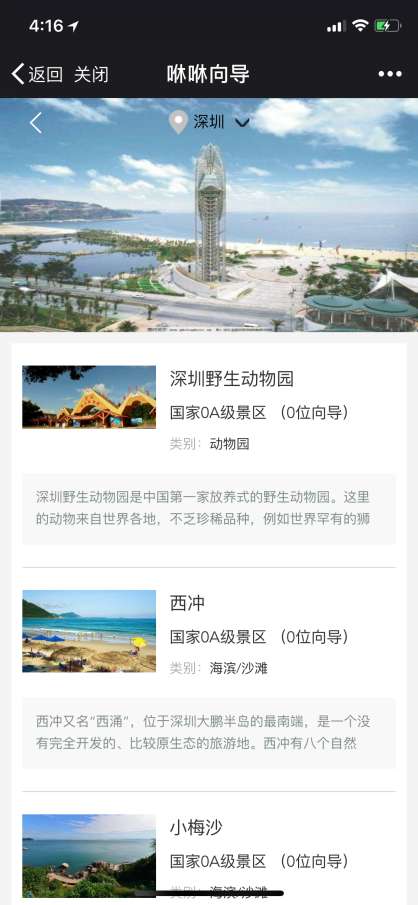 4:16
返回 关闭 咻咻向导
深圳
深圳野生动物园
国家0A级景区 （0位向导）
类别：动物园
深圳野生动物园是中国第一家放养式的野生动物园。这里
的动物来自世界各地，不乏珍稀品种，例如世界罕有的狮
西冲
国家0A级景区 （0位向导）
类别：海滨/沙滩
西冲又名“西涌”，位于深圳大鹏半岛的最南端，是一个没
有完全开发的、比较原生态的旅游地。西冲有八个自然
小梅沙
国家0A级景区 （0位向导）
类别：海滨/沙滩